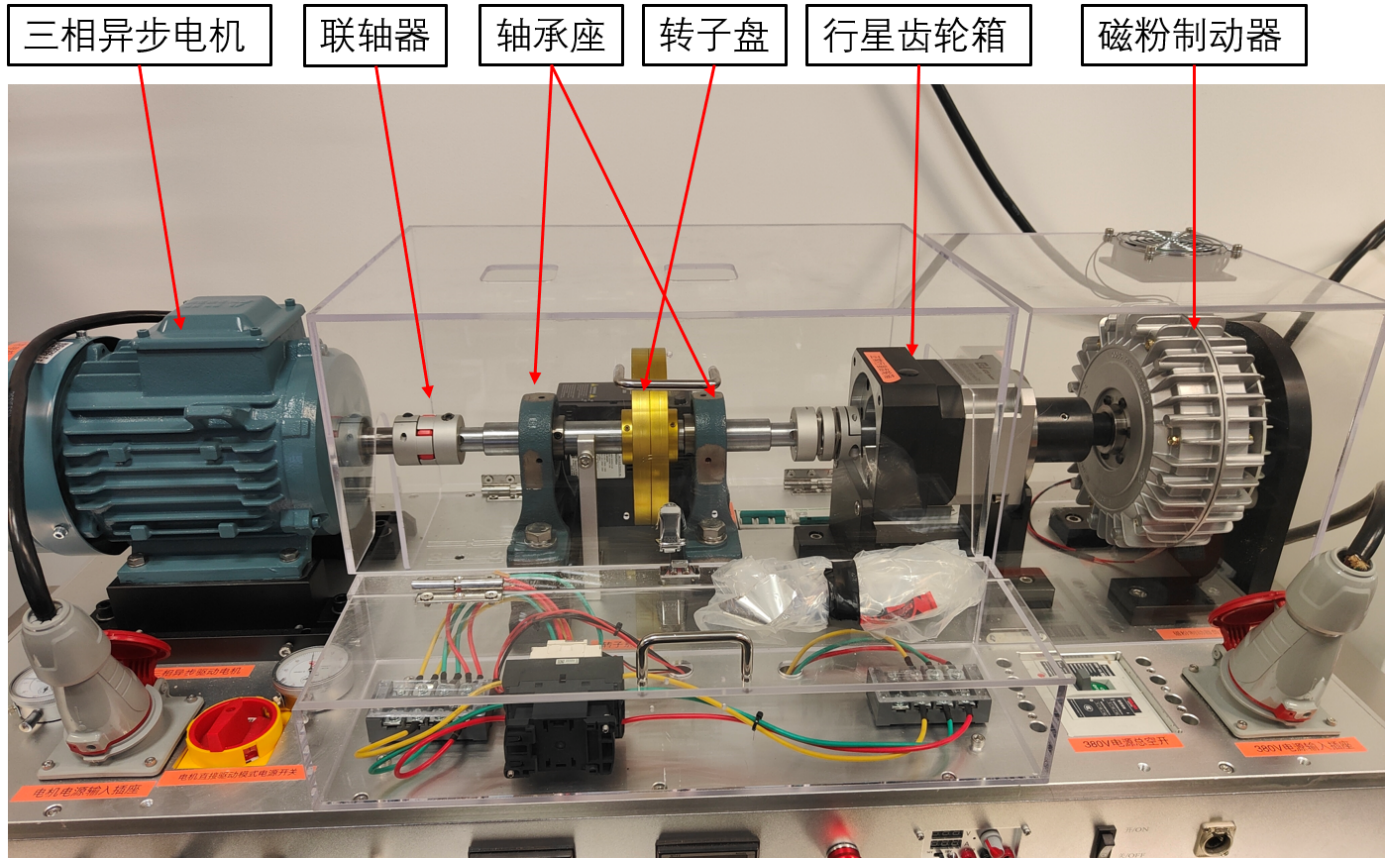 三相异步电机
联轴器
轴承座
转子盘
行星齿轮箱
磁粉制动器
电机电源输入插座
电机直接驱动模式电源开关
380V电源总空开
380V电源输入插座